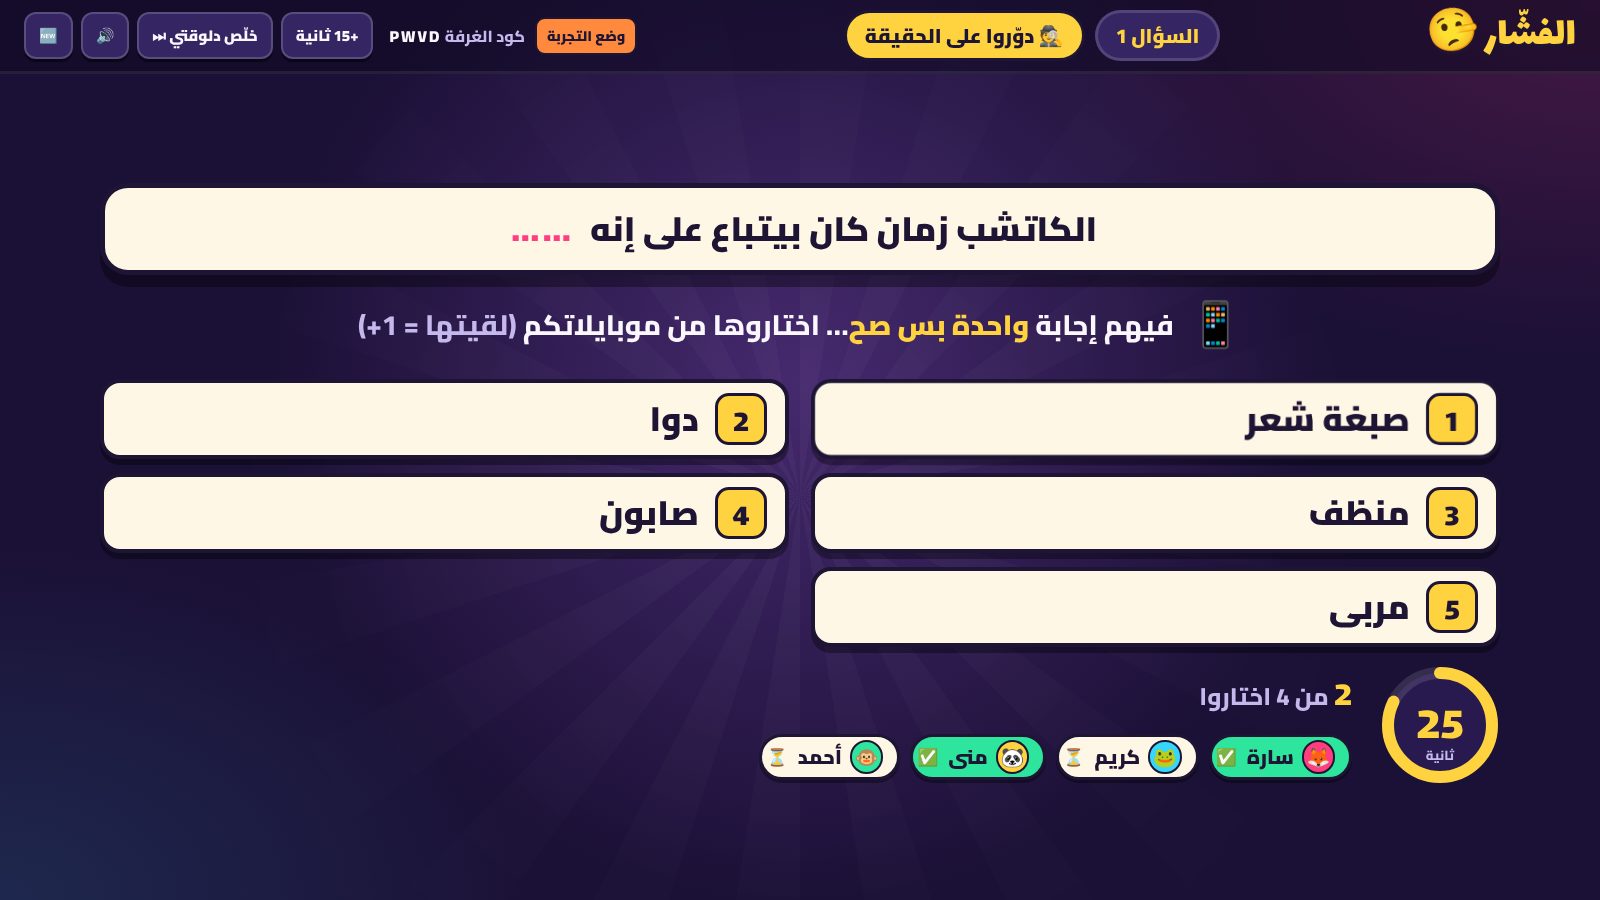 الفشّار
السؤال 1
دوّروا على الحقيقة
وضع التجربة
كود الغرفة PWVD
+15 ثانية
خلّص دلوقتي
NEW
الكاتشب زمان كان بيتباع على إنه ......
فيهم إجابة واحدة بس صح... اختاروها من موبايلاتكم (لقيتها = 1+)
1 صبغة شعر
2 دوا
3 منظف
4 صابون
5 مربى
25
ثانية
2 من 4 اختاروا
سارة
كريم
منى
أحمد